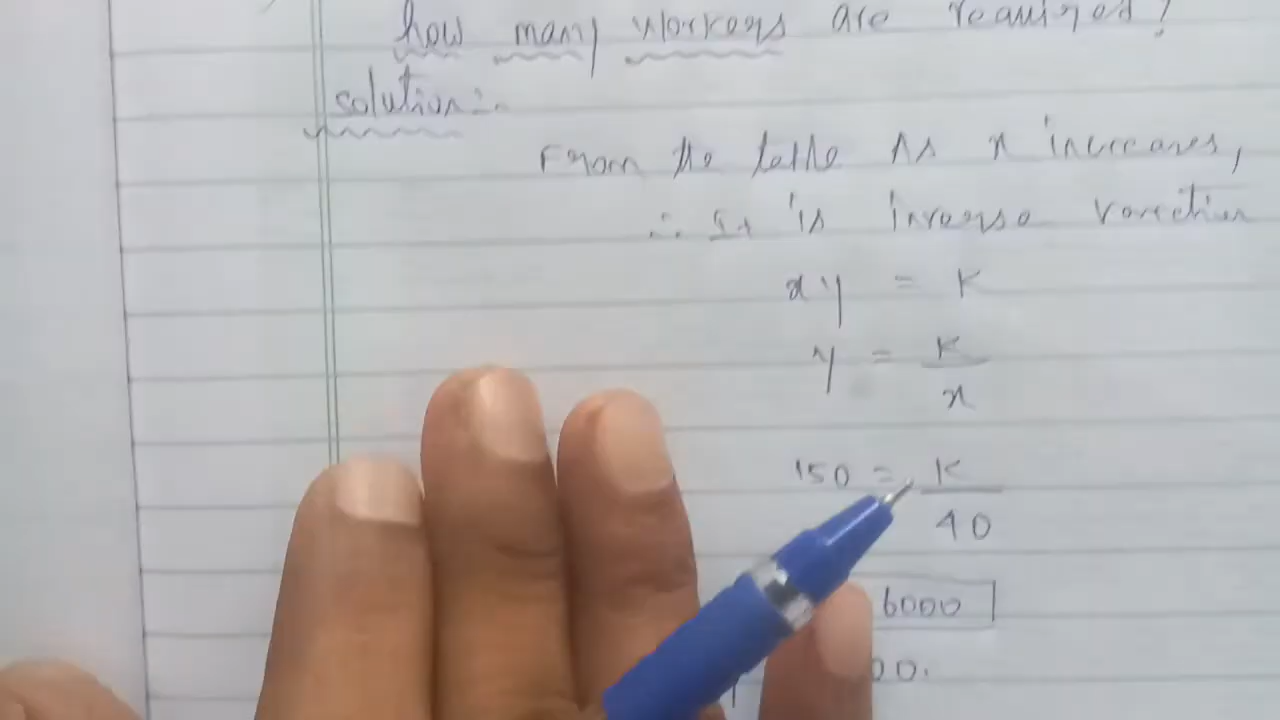 how many workers are required?
solution:-
From the table As x increases,
∴ It is inverse variation
xy = K
y = K/x
150 = K/40
6000
00.